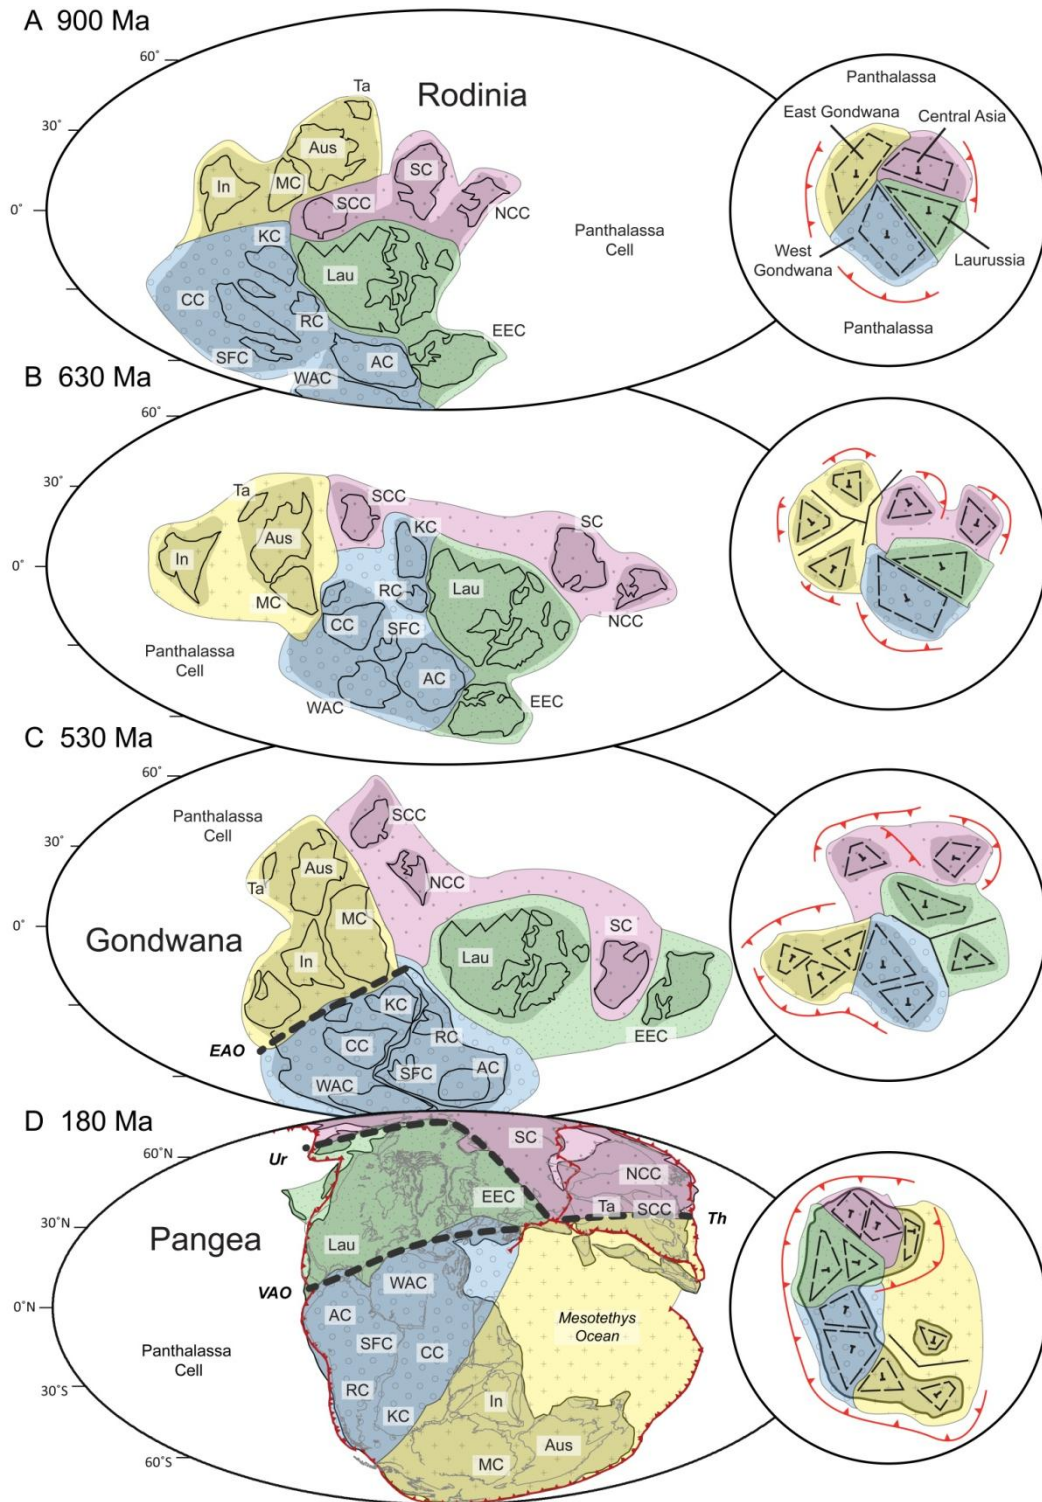 A 900 Ma
60°
30°
0°
Rodinia
Ta
Aus
In
MC
SC
SCC
NCC
KC
Lau
CC
RC
SFC
AC
WAC
EEC
Panthalassa
Cell
Panthalassa
East Gondwana
Central Asia
West
Gondwana
Laurussia
Panthalassa
B 630 Ma
60°
30°
0°
Ta
SCC
In
Aus
KC
SC
MC
RC
Lau
NCC
CC
SFC
AC
WAC
EEC
Panthalassa
Cell
C 530 Ma
60°
30°
0°
Panthalassa
Cell
SCC
Aus
Ta
NCC
MC
Gondwana
In
Lau
SC
KC
RC
EEC
EAO
CC
WAC
SFC
AC
D 180 Ma
60°N
30°N
0°N
30°S
60°S
Ur
SC
NCC
EEC
Ta
SCC
Th
Pangea
Lau
VAO
WAC
AC
Mesotethys
Ocean
SFC
CC
Panthalassa
Cell
RC
KC
In
Aus
MC